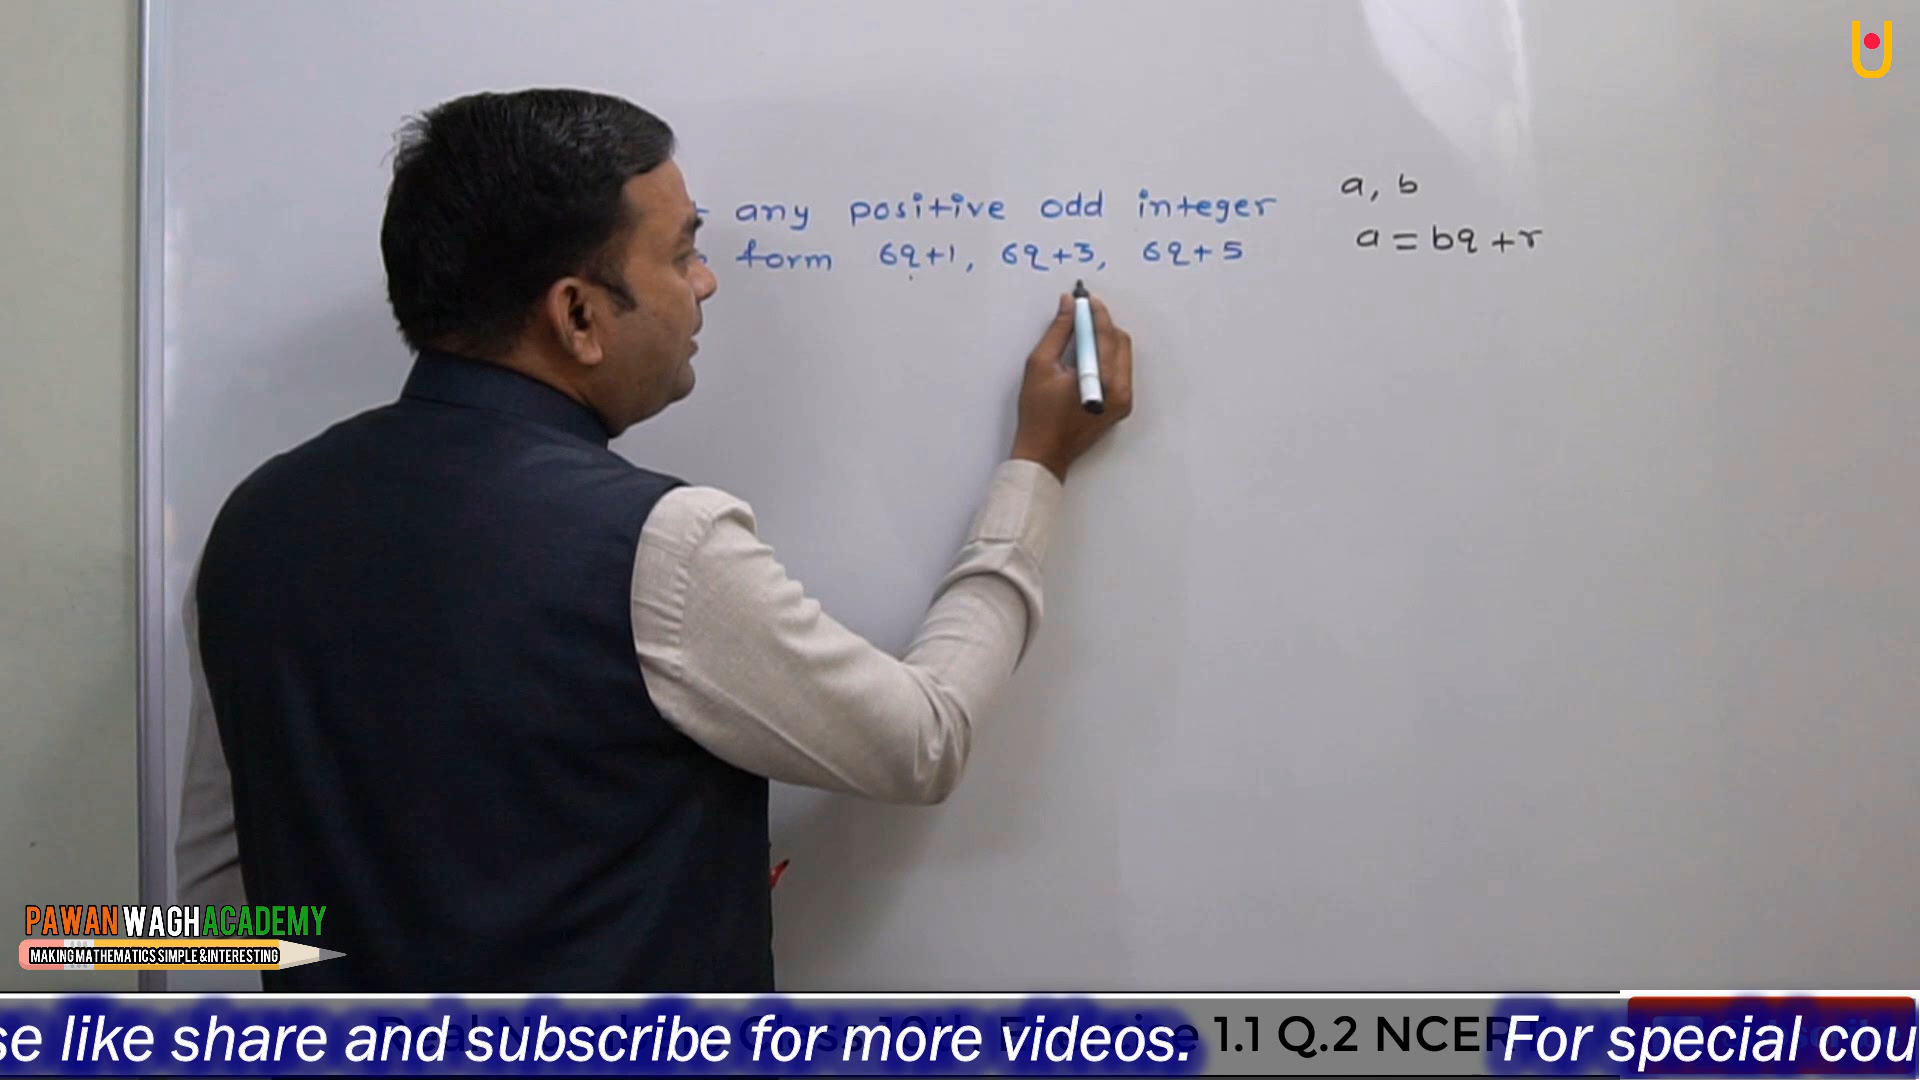 any positive odd integer
form 6q+1, 6q+3, 6q+5
a, b
a = bq + r
PAWAN WAGH ACADEMY
MAKING MATHEMATICS SIMPLE & INTERESTING
se like share and subscribe for more videos. For special cou
1.1 Q.2 NCER